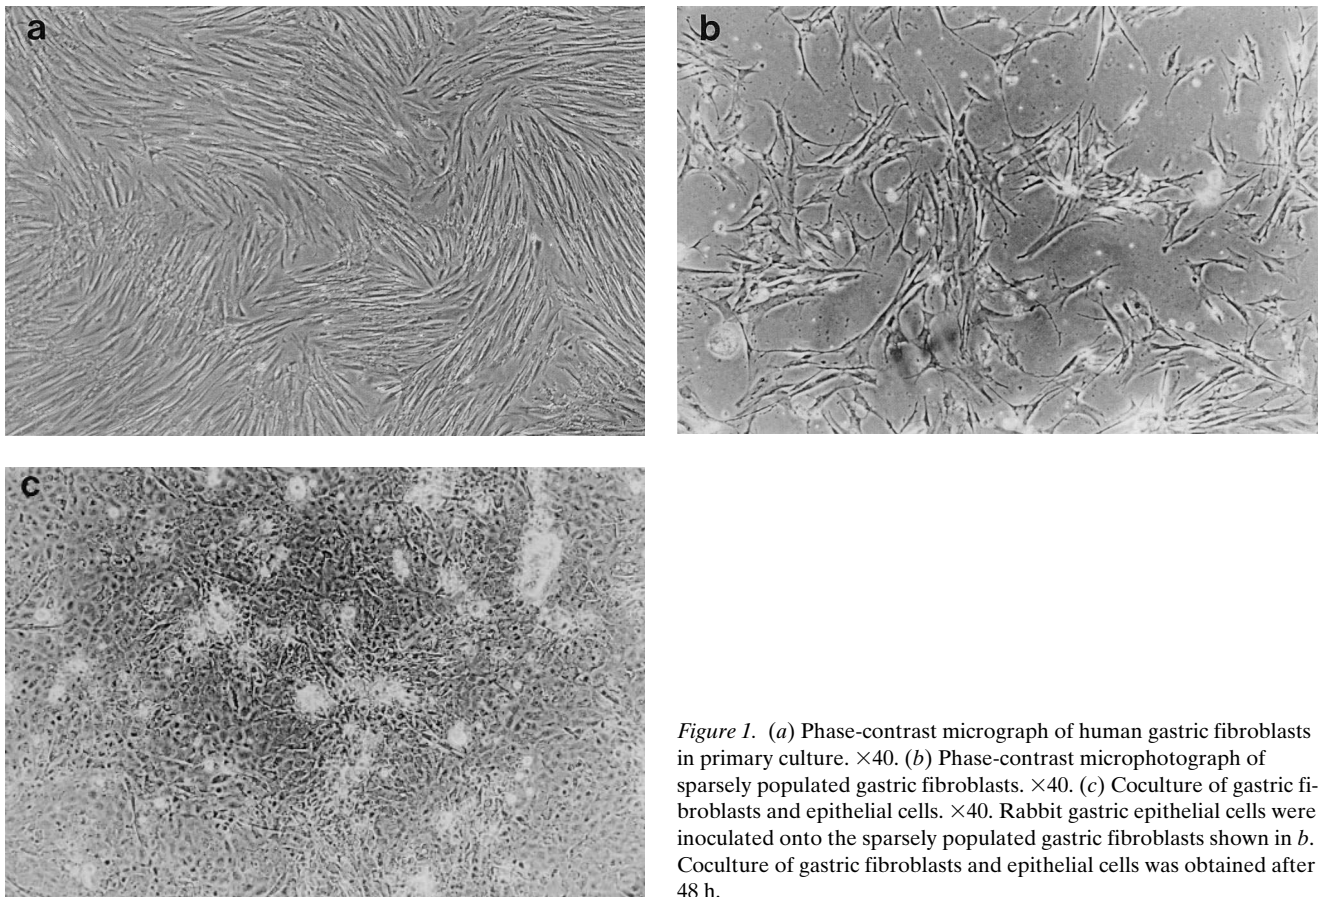 a
b
c
Figure 1. (a) Phase-contrast micrograph of human gastric fibroblasts
in primary culture. ×40. (b) Phase-contrast microphotograph of
sparsely populated gastric fibroblasts. ×40. (c) Coculture of gastric fi-
broblasts and epithelial cells. ×40. Rabbit gastric epithelial cells were
inoculated onto the sparsely populated gastric fibroblasts shown in b.
Coculture of gastric fibroblasts and epithelial cells was obtained after
48 h.